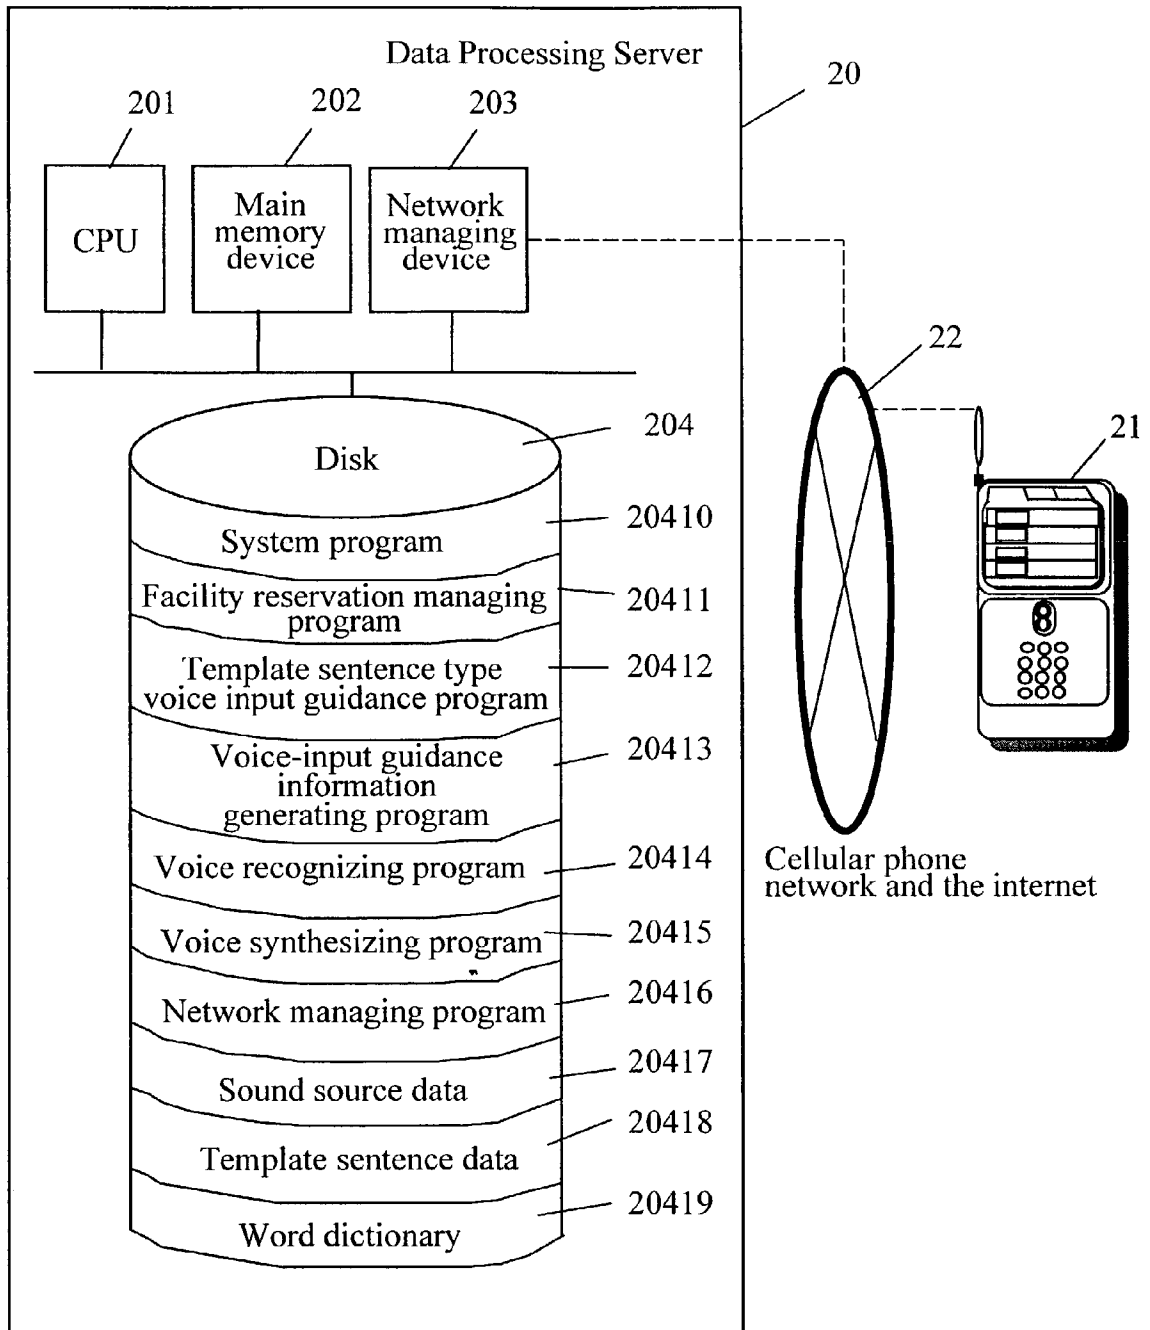 Data Processing Server
20
201
202
203
CPU
Main
memory
device
Network
managing
device
22
21
204
Disk
20410
System program
20411
Facility reservation managing
program
20412
Template sentence type
voice input guidance program
20413
Voice-input guidance
information
generating program
20414
Voice recognizing program
Cellular phone
network and the internet
20415
Voice synthesizing program
20416
Network managing program
20417
Sound source data
20418
Template sentence data
20419
Word dictionary